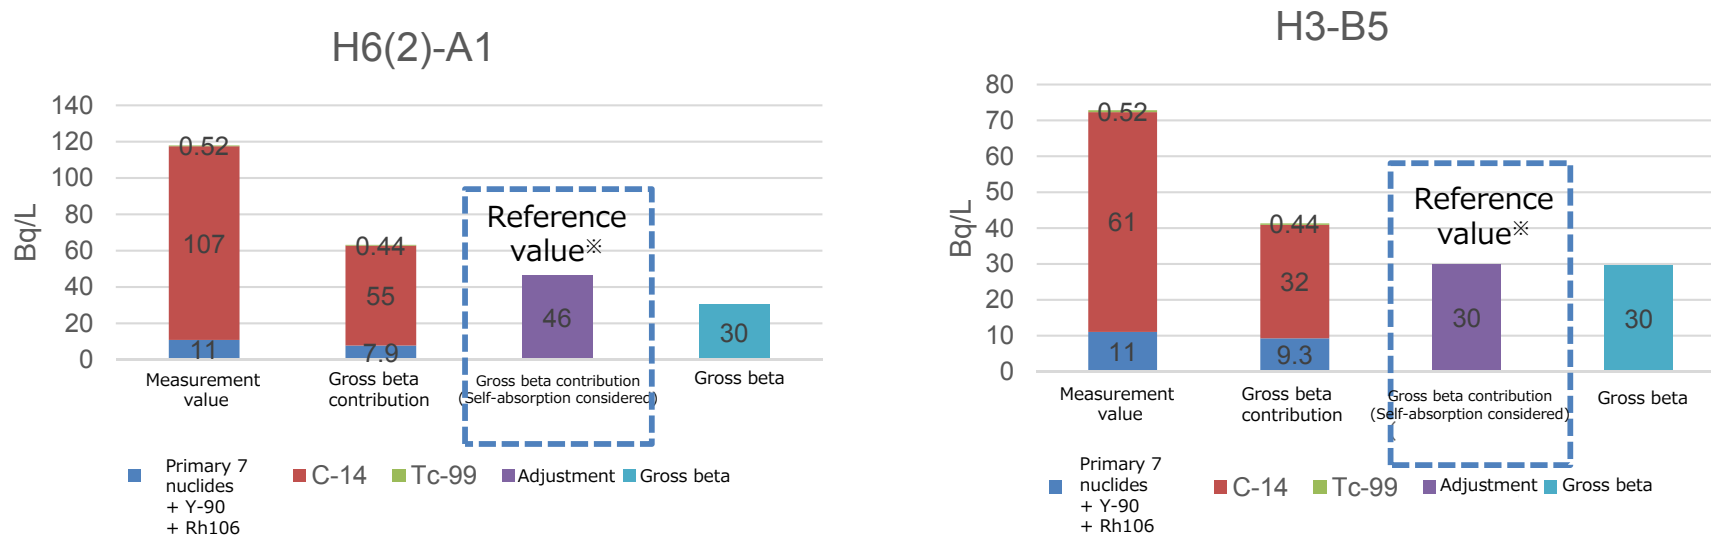 H6(2)-A1
Bq/L
140
120
100
80
60
40
20
0
0.52
107
11
0.44
55
7.9
Reference
value※
46
30
Measurement
value
Gross beta
contribution
Gross beta contribution
(Self-absorption considered)
Gross beta
Primary 7
nuclides
+ Y-90
+ Rh106
C-14
Tc-99
Adjustment
Gross beta
H3-B5
Bq/L
80
70
60
50
40
30
20
10
0
0.52
61
11
0.44
32
9.3
Reference
value※
30
30
Measurement
value
Gross beta
contribution
Gross beta contribution
(Self-absorption considered)
(
Gross beta
Primary 7
nuclides
+ Y-90
+ Rh106
C-14
Tc-99
Adjustment
Gross beta